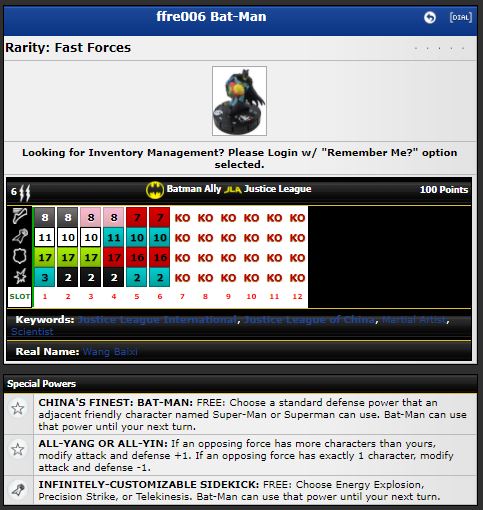 ffre006 Bat-Man
[DIAL]
Rarity: Fast Forces
Looking for Inventory Management? Please Login w/ "Remember Me?" option
selected.
6 Batman Ally JLA Justice League 100 Points
8 8 8 8 7 7 KO KO KO KO KO KO
11 10 10 11 10 10 KO KO KO KO KO KO
17 17 17 17 16 16 KO KO KO KO KO KO
3 2 2 2 2 2 KO KO KO KO KO KO
SLOT 1 2 3 4 5 6 7 8 9 10 11 12
Keywords: Justice League International, Justice League of China, Martial Artist,
Scientist
Real Name: Wang Baixi
Special Powers
CHINA'S FINEST: BAT-MAN: FREE: Choose a standard defense power that an
adjacent friendly character named Super-Man or Superman can use. Bat-Man can use
that power until your next turn.
ALL-YANG OR ALL-YIN: If an opposing force has more characters than yours,
modify attack and defense +1. If an opposing force has exactly 1 character, modify
attack and defense -1.
INFINITELY-CUSTOMIZABLE SIDEKICK: FREE: Choose Energy Explosion,
Precision Strike, or Telekinesis. Bat-Man can use that power until your next turn.